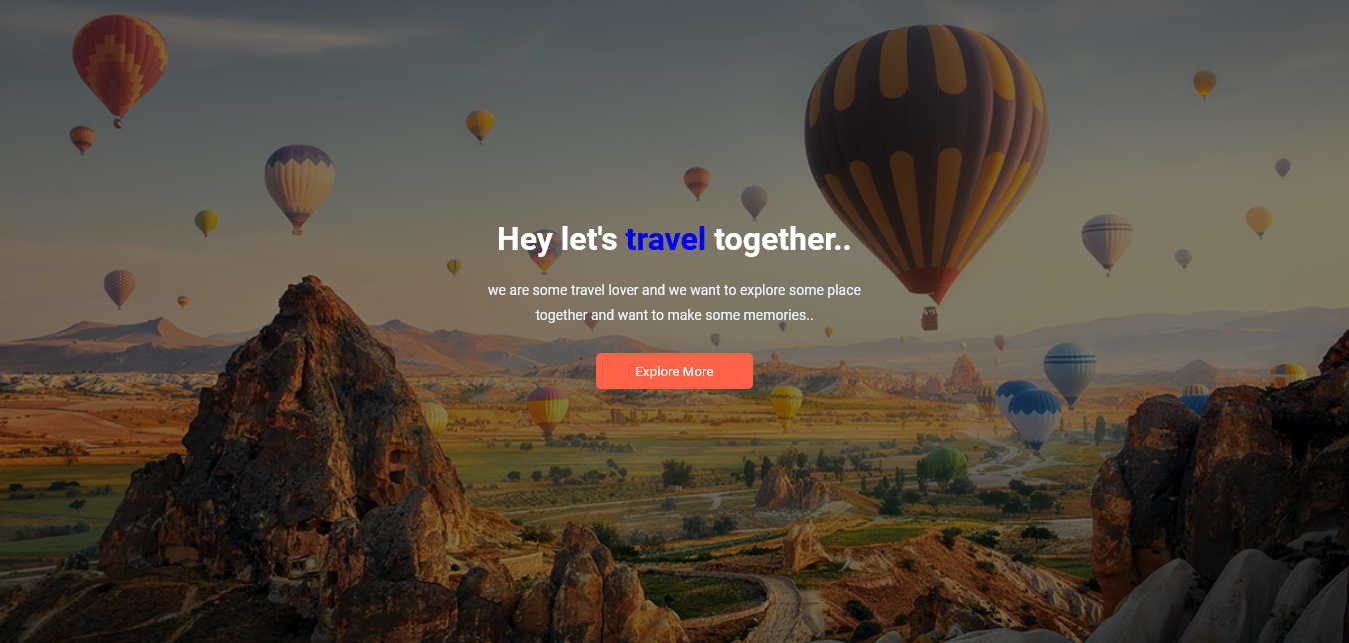 Hey let's travel together..
we are some travel lover and we want to explore some place
together and want to make some memories..
Explore More